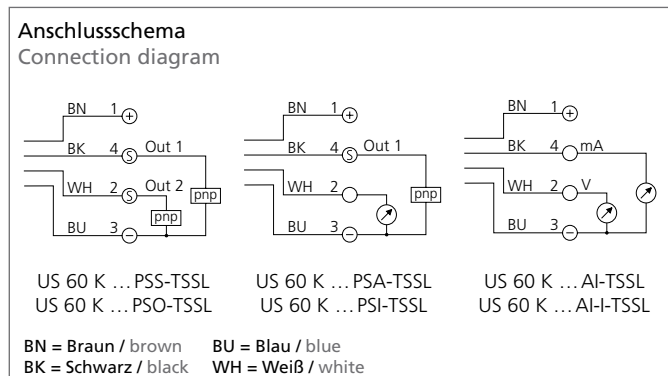 Anschlussschema
Connection diagram
BN 1 +
BK 4 S Out 1
WH 2 S Out 2
pnp
pnp
BU 3 −
US 60 K ... PSS-TSSL
US 60 K ... PSO-TSSL
BN 1 +
BK 4 S Out 1
WH 2
pnp
BU 3 −
US 60 K ... PSA-TSSL
US 60 K ... PSI-TSSL
BN 1 +
BK 4 mA
WH 2 V
BU 3 −
US 60 K ... AI-TSSL
US 60 K ... AI-I-TSSL
BN = Braun / brown BU = Blau / blue
BK = Schwarz / black WH = Weiß / white